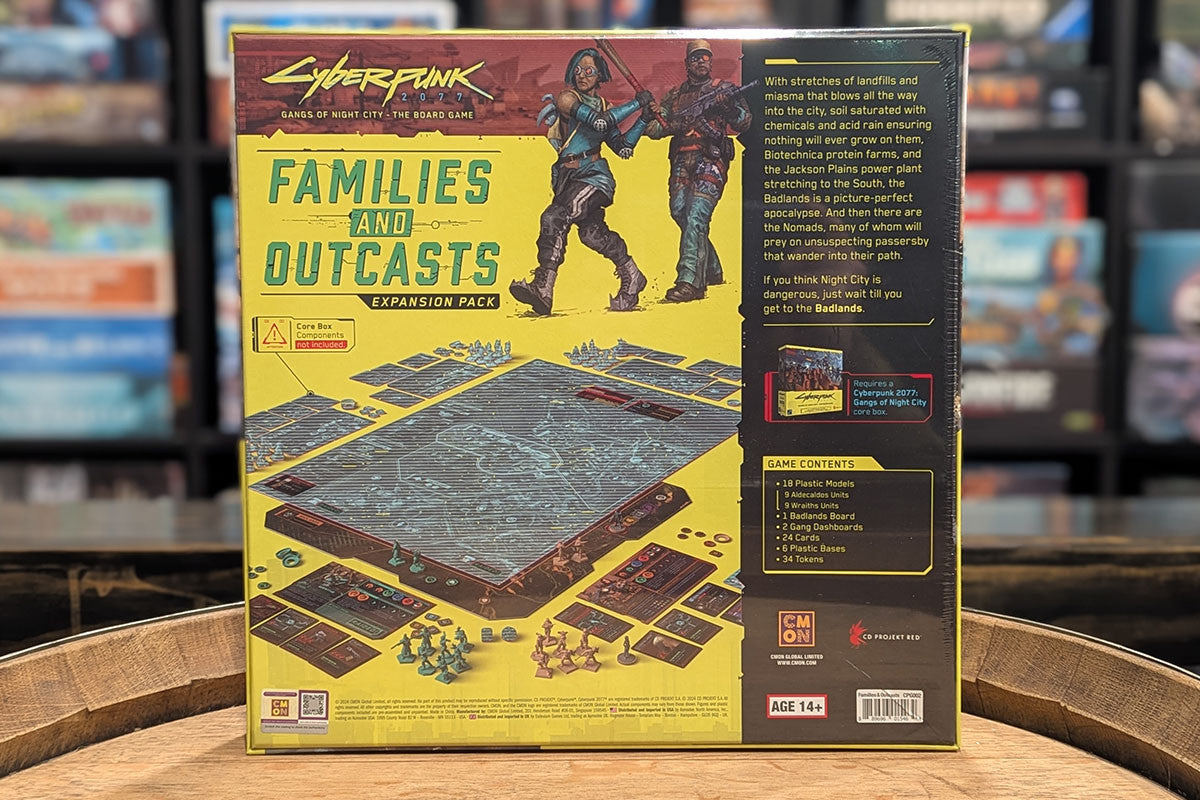 CYBERPUNK
2077
GANGS OF NIGHT CITY - THE BOARD GAME
FAMILIES
AND
OUTCASTS
EXPANSION PACK
Core Box
Components
not included.
With stretches of landfills and
miasma that blows all the way
into the city, soil saturated with
chemicals and acid rain ensuring
nothing will ever grow on them,
Biotechnica protein farms, and
the Jackson Plains power plant
stretching to the South, the
Badlands is a picture-perfect
apocalypse. And then there are
the Nomads, many of whom will
prey on unsuspecting passersby
that wander into their path.
If you think Night City is
dangerous, just wait till you
get to the Badlands.
Requires a
Cyberpunk 2077:
Gangs of Night City
core box.
GAME CONTENTS
• 18 Plastic Models
9 Aldecaldos Units
9 Wraiths Units
• 1 Badlands Board
• 2 Gang Dashboards
• 24 Cards
• 6 Plastic Bases
• 34 Tokens
CM
ON
CMON GLOBAL LIMITED
WWW.CMON.COM
CD PROJEKT RED
AGE 14+
Families & Outcasts CPG002
CM
ON